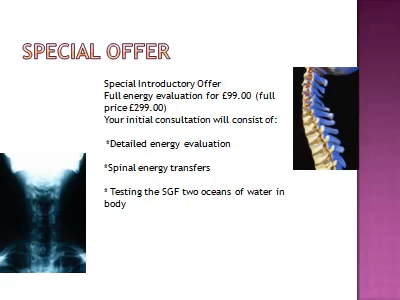 SPECIAL OFFER
Special Introductory Offer
Full energy evaluation for £99.00 (full
price £299.00)
Your initial consultation will consist of:
*Detailed energy evaluation
*Spinal energy transfers
* Testing the SGF two oceans of water in
body